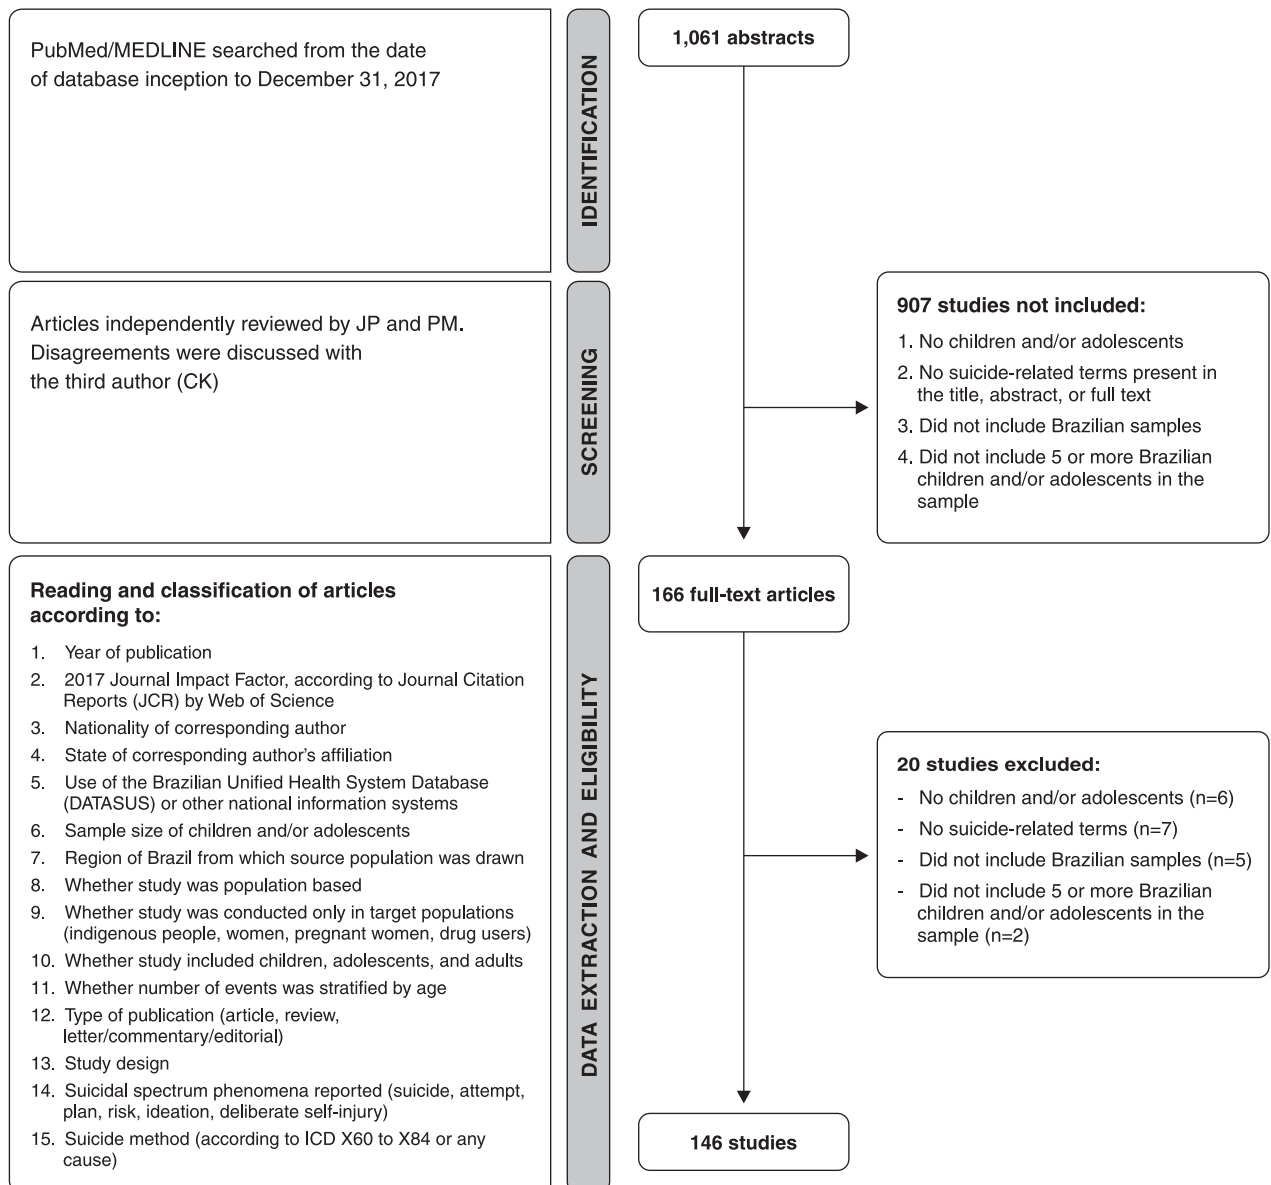 PubMed/MEDLINE searched from the date
of database inception to December 31, 2017
IDENTIFICATION
1,061 abstracts
Articles independently reviewed by JP and PM.
Disagreements were discussed with
the third author (CK)
SCREENING
907 studies not included:
1. No children and/or adolescents
2. No suicide-related terms present in
the title, abstract, or full text
3. Did not include Brazilian samples
4. Did not include 5 or more Brazilian
children and/or adolescents in the
sample
Reading and classification of articles
according to:
1. Year of publication
2. 2017 Journal Impact Factor, according to Journal Citation
Reports (JCR) by Web of Science
3. Nationality of corresponding author
4. State of corresponding author's affiliation
5. Use of the Brazilian Unified Health System Database
(DATASUS) or other national information systems
6. Sample size of children and/or adolescents
7. Region of Brazil from which source population was drawn
8. Whether study was population based
9. Whether study was conducted only in target populations
(indigenous people, women, pregnant women, drug users)
10. Whether study included children, adolescents, and adults
11. Whether number of events was stratified by age
12. Type of publication (article, review,
letter/commentary/editorial)
13. Study design
14. Suicidal spectrum phenomena reported (suicide, attempt,
plan, risk, ideation, deliberate self-injury)
15. Suicide method (according to ICD X60 to X84 or any
cause)
DATA EXTRACTION AND ELIGIBILITY
166 full-text articles
20 studies excluded:
- No children and/or adolescents (n=6)
- No suicide-related terms (n=7)
- Did not include Brazilian samples (n=5)
- Did not include 5 or more Brazilian
children and/or adolescents in the
sample (n=2)
146 studies